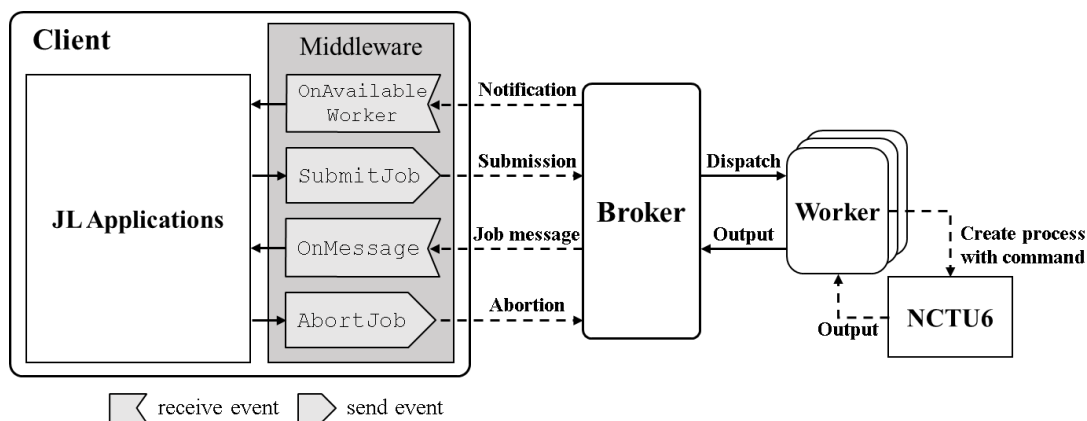 Client
Middleware
OnAvailable
Worker
Notification
SubmitJob
Submission
Dispatch
JL Applications
Broker
Worker
OnMessage
Job message
Output
Create process
with command
AbortJob
Abortion
Output
NCTU6
receive event
send event